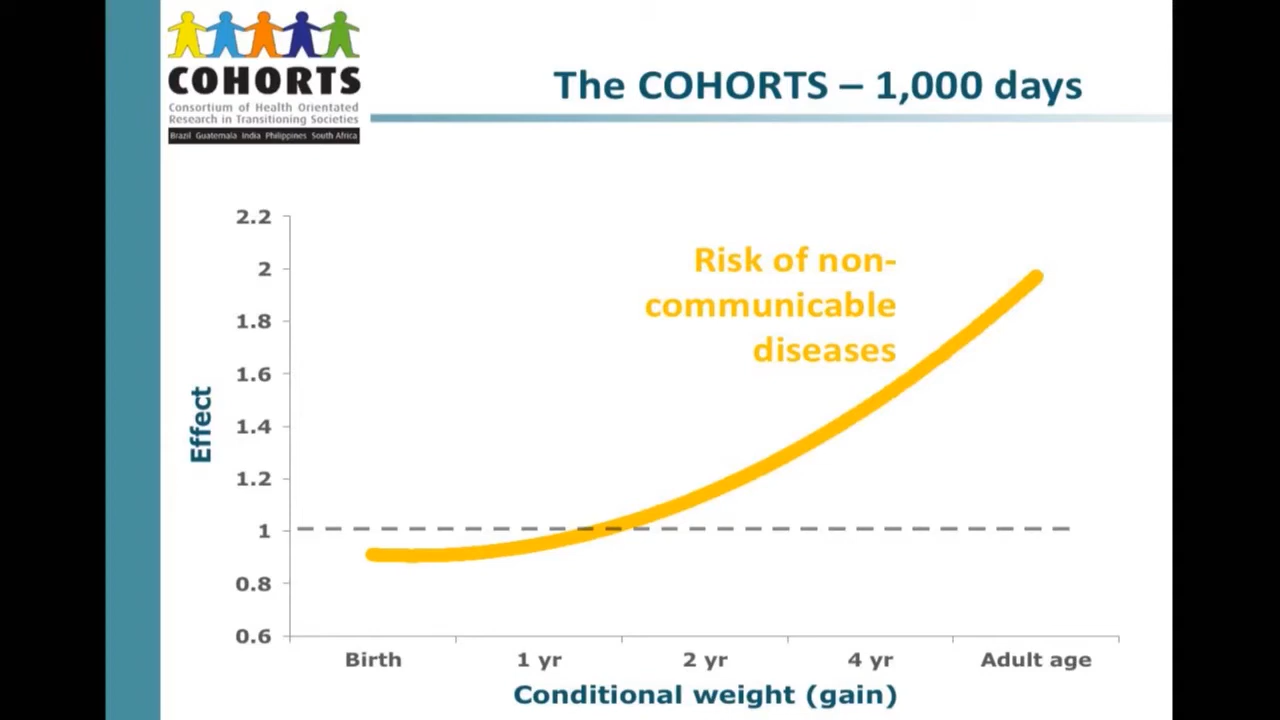 COHORTS
Consortium of Health Orientated
Research in Transitioning Societies
Brazil Guatemala India Philippines South Africa
The COHORTS – 1,000 days
Risk of non-
communicable
diseases
Effect
2.2
2
1.8
1.6
1.4
1.2
1
0.8
0.6
Birth 1 yr 2 yr 4 yr Adult age
Conditional weight (gain)